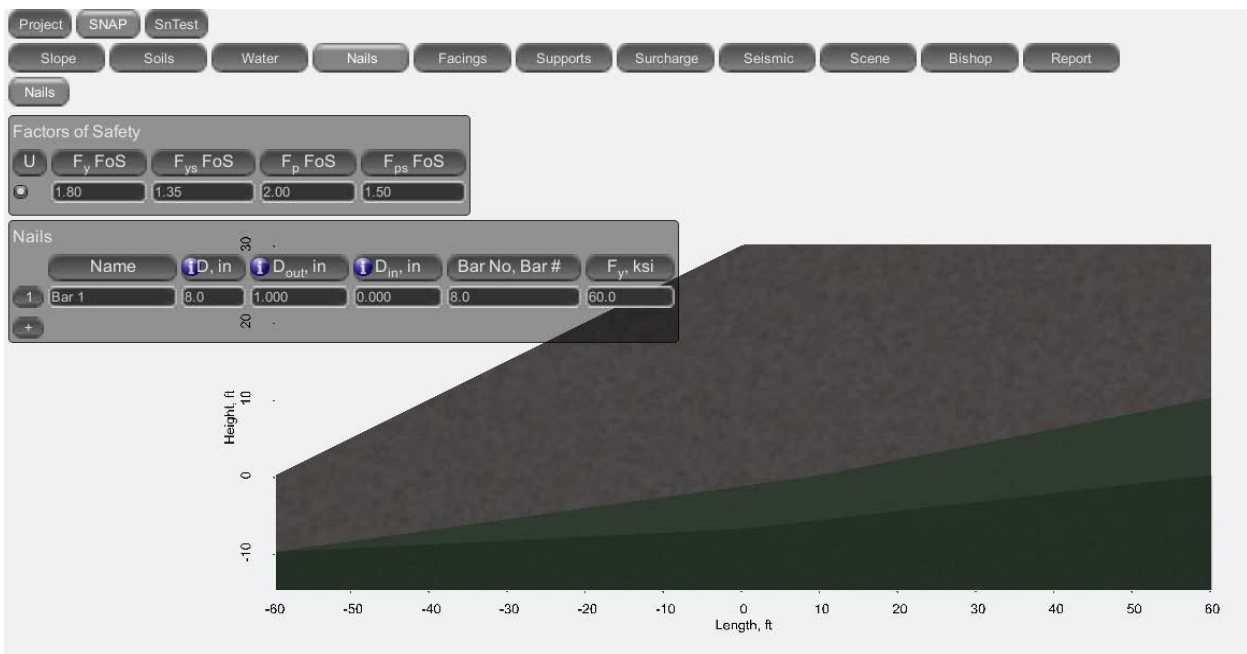 Project SNAP SnTest
Slope Soils Water Nails Facings Supports Surcharge Seismic Scene Bishop Report
Nails
Factors of Safety
U Fy FoS Fys FoS Fp FoS Fps FoS
1.80 1.35 2.00 1.50
Nails
Name i D, in i Dout, in i Din, in Bar No, Bar # Fy, ksi
1 Bar 1 8.0 1.000 0.000 8.0 60.0
+
30
20
10
0
-10
Height, ft
-60 -50 -40 -30 -20 -10 0 10 20 30 40 50 60
Length, ft